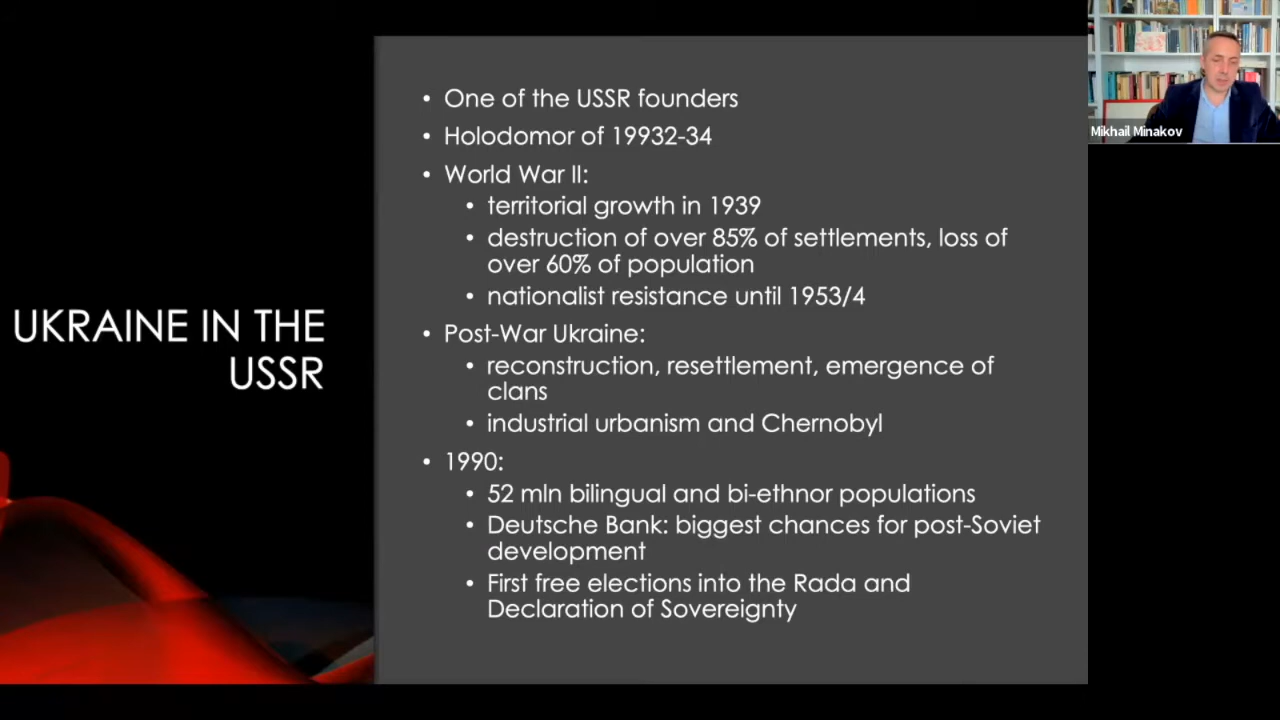 UKRAINE IN THE
USSR
• One of the USSR founders
• Holodomor of 19932-34
• World War II:
• territorial growth in 1939
• destruction of over 85% of settlements, loss of
over 60% of population
• nationalist resistance until 1953/4
• Post-War Ukraine:
• reconstruction, resettlement, emergence of
clans
• industrial urbanism and Chernobyl
• 1990:
• 52 mln bilingual and bi-ethnor populations
• Deutsche Bank: biggest chances for post-Soviet
development
• First free elections into the Rada and
Declaration of Sovereignty
Mikhail Minakov